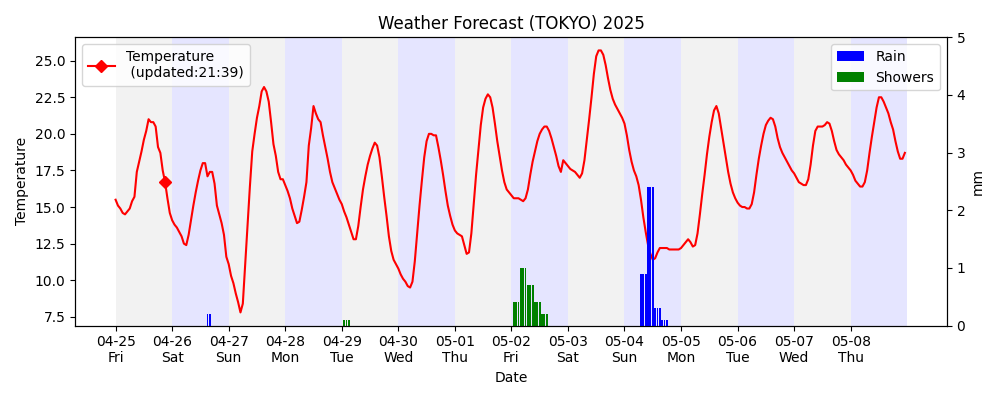 Weather Forecast (TOKYO) 2025
Temperature
(updated:21:39)
Rain
Showers
Temperature
25.0
22.5
20.0
17.5
15.0
12.5
10.0
7.5
5
4
3
2
1
0
mm
04-25 04-26 04-27 04-28 04-29 04-30 05-01 05-02 05-03 05-04 05-05 05-06 05-07 05-08
Fri Sat Sun Mon Tue Wed Thu Fri Sat Sun Mon Tue Wed Thu
Date